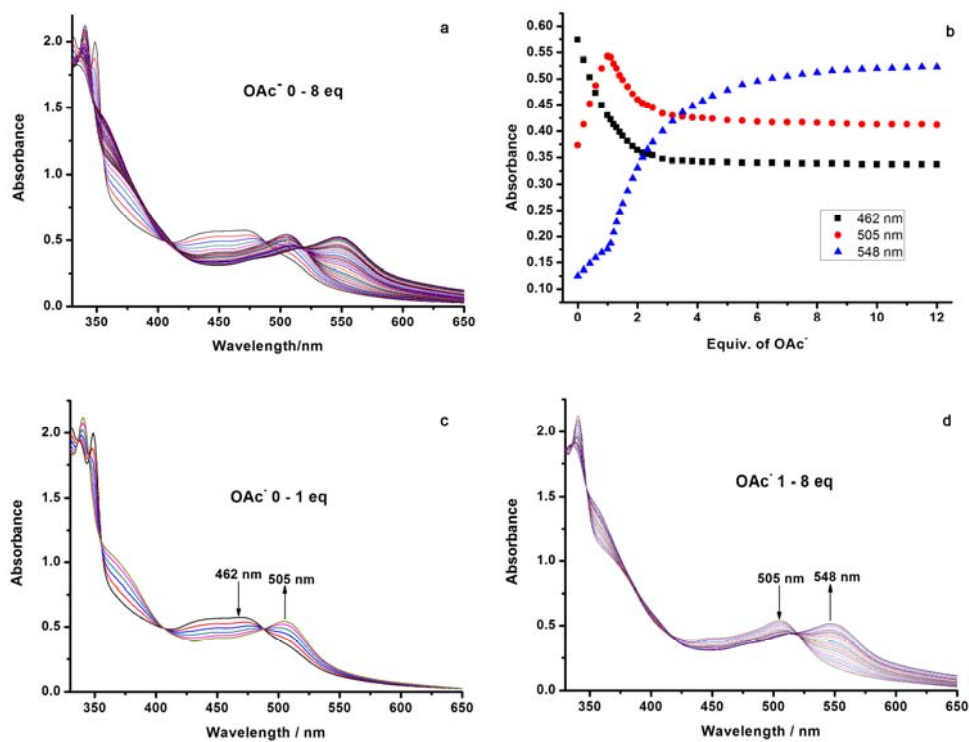 a
OAc⁻ 0 - 8 eq
Absorbance
2.0
1.5
1.0
0.5
0.0
350 400 450 500 550 600 650
Wavelength/nm
b
Absorbance
0.60
0.55
0.50
0.45
0.40
0.35
0.30
0.25
0.20
0.15
0.10
462 nm
505 nm
548 nm
0 2 4 6 8 10 12
Equiv. of OAc⁻
c
OAc⁻ 0 - 1 eq
Absorbance
2.0
1.5
1.0
0.5
0.0
462 nm 505 nm
350 400 450 500 550 600 650
Wavelength / nm
d
OAc⁻ 1 - 8 eq
Absorbance
2.0
1.5
1.0
0.5
0.0
505 nm 548 nm
350 400 450 500 550 600 650
Wavelength / nm